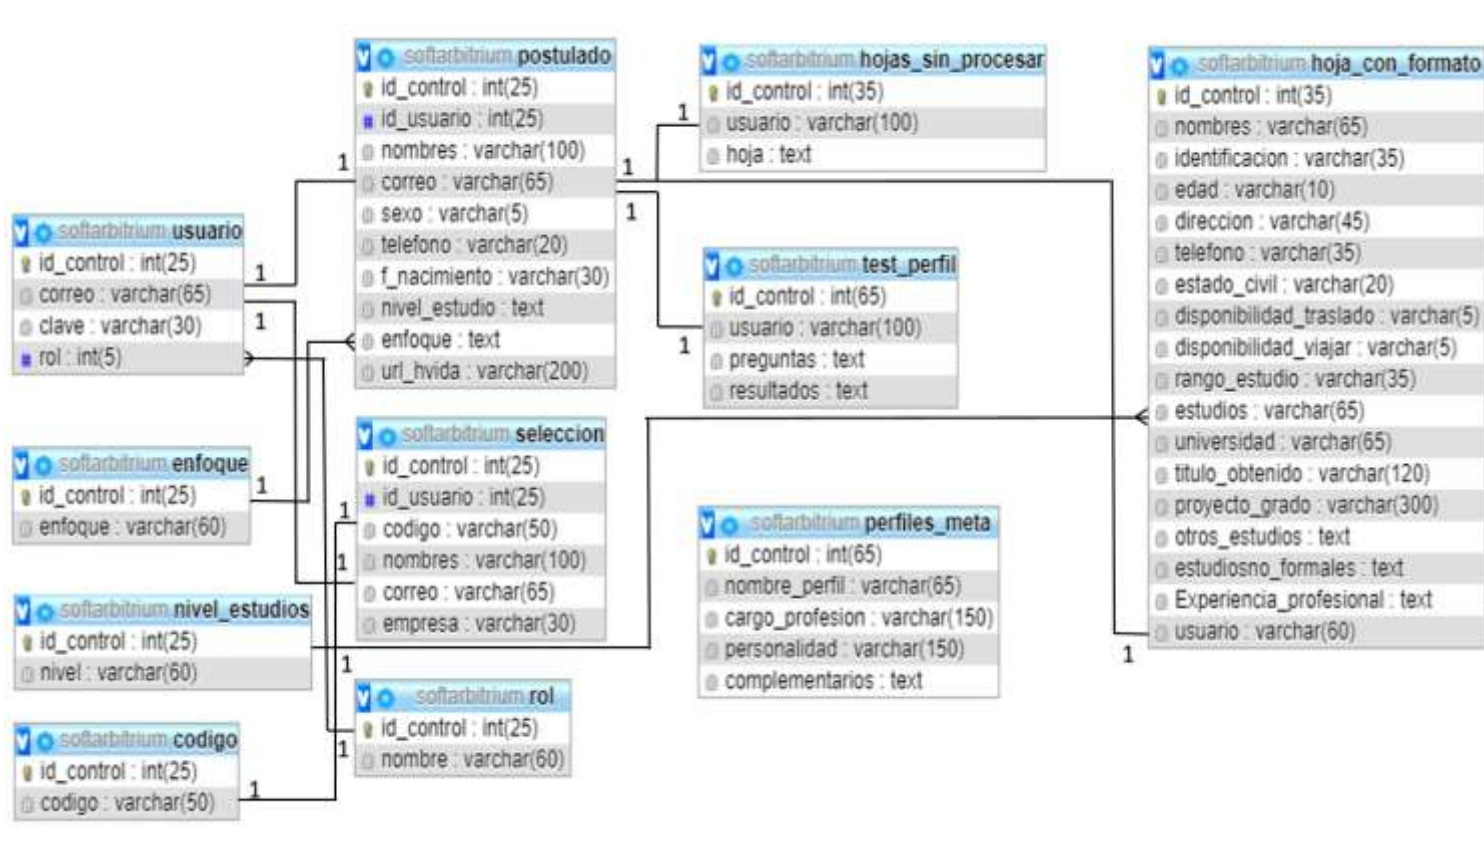 softarbitrium postulado
id_control : int(25)
id_usuario : int(25)
nombres : varchar(100)
correo : varchar(65)
sexo : varchar(5)
telefono : varchar(20)
f_nacimiento : varchar(30)
nivel_estudio : text
enfoque : text
url_hvida : varchar(200)
softarbitrium hojas_sin_procesar
id_control : int(35)
usuario : varchar(100)
hoja : text
softarbitrium hoja_con_formato
id_control : int(35)
nombres : varchar(65)
identificacion : varchar(35)
edad : varchar(10)
direccion : varchar(45)
telefono : varchar(35)
estado_civil : varchar(20)
disponibilidad_traslado : varchar(5)
disponibilidad_viajar : varchar(5)
rango_estudio : varchar(35)
estudios : varchar(65)
universidad : varchar(65)
titulo_obtenido : varchar(120)
proyecto_grado : varchar(300)
otros_estudios : text
estudiosno_formales : text
Experiencia_profesional : text
usuario : varchar(60)
softarbitrium usuario
id_control : int(25)
correo : varchar(65)
clave : varchar(30)
rol : int(5)
softarbitrium test_perfil
id_control : int(65)
usuario : varchar(100)
preguntas : text
resultados : text
softarbitrium enfoque
id_control : int(25)
enfoque : varchar(60)
softarbitrium seleccion
id_control : int(25)
id_usuario : int(25)
codigo : varchar(50)
nombres : varchar(100)
correo : varchar(65)
empresa : varchar(30)
softarbitrium perfiles_meta
id_control : int(65)
nombre_perfil : varchar(65)
cargo_profesion : varchar(150)
personalidad : varchar(150)
complementarios : text
softarbitrium nivel_estudios
id_control : int(25)
nivel : varchar(60)
softarbitrium rol
id_control : int(25)
nombre : varchar(60)
softarbitrium codigo
id_control : int(25)
codigo : varchar(50)
1
1
1
1
1
1
1
1
1
1
1
1
1
1